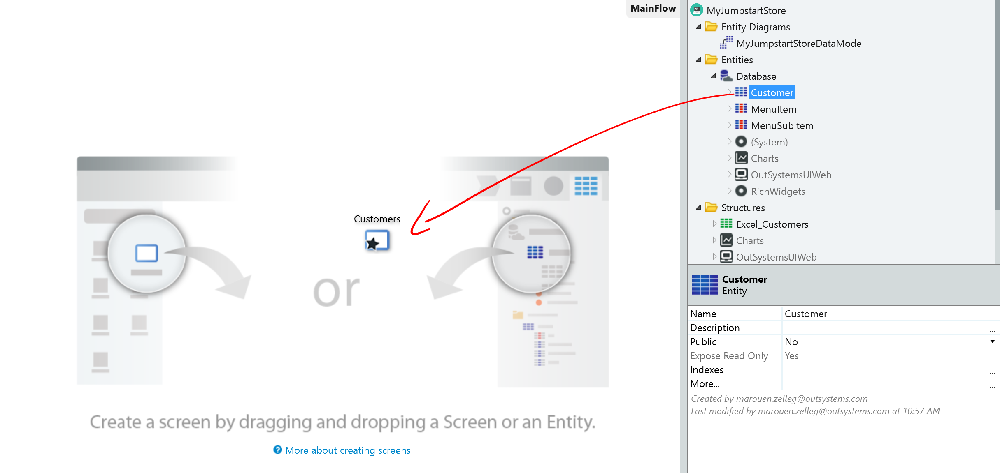 MainFlow
Customers
or
Create a screen by dragging and dropping a Screen or an Entity.
? More about creating screens
MyJumpstartStore
Entity Diagrams
MyJumpstartStoreDataModel
Entities
Database
Customer
MenuItem
MenuSubItem
(System)
Charts
OutSystemsUIWeb
RichWidgets
Structures
Excel_Customers
Charts
OutSystemsUIWeb
Customer
Entity
Name Customer
Description ...
Public No
Expose Read Only Yes
Indexes ...
More... ...
Created by marouen.zelleg@outsystems.com
Last modified by marouen.zelleg@outsystems.com at 10:57 AM